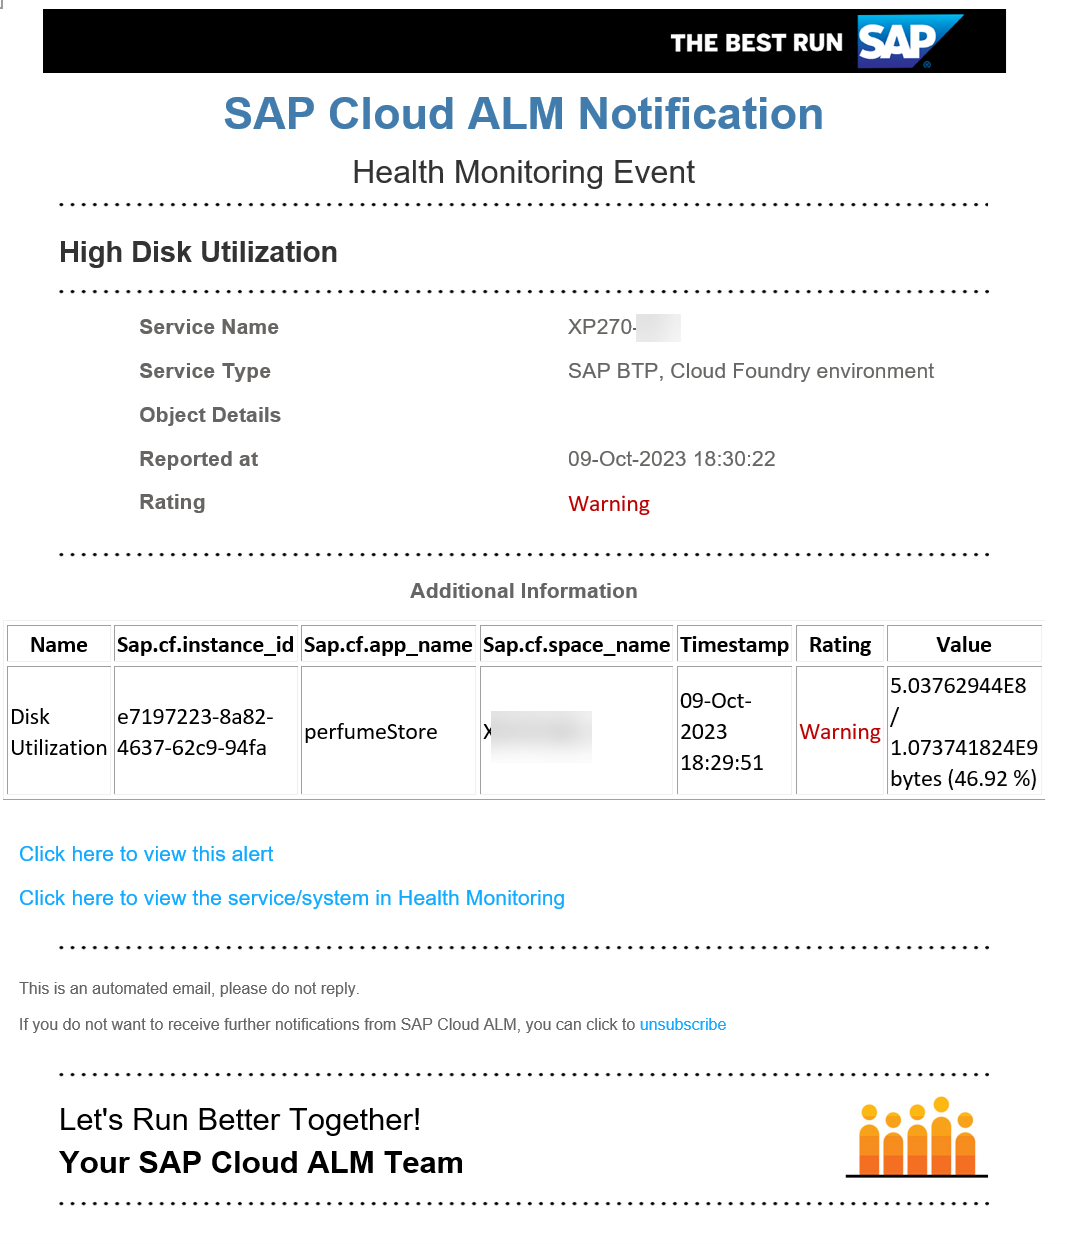 THE BEST RUN SAP
SAP Cloud ALM Notification
Health Monitoring Event
High Disk Utilization
Service Name XP270-
Service Type SAP BTP, Cloud Foundry environment
Object Details
Reported at 09-Oct-2023 18:30:22
Rating Warning
Additional Information
Name Sap.cf.instance_id Sap.cf.app_name Sap.cf.space_name Timestamp Rating Value
Disk Utilization e7197223-8a82-4637-62c9-94fa perfumeStore X 09-Oct-2023 18:29:51 Warning 5.03762944E8 / 1.073741824E9 bytes (46.92 %)
Click here to view this alert
Click here to view the service/system in Health Monitoring
This is an automated email, please do not reply.
If you do not want to receive further notifications from SAP Cloud ALM, you can click to unsubscribe
Let's Run Better Together!
Your SAP Cloud ALM Team